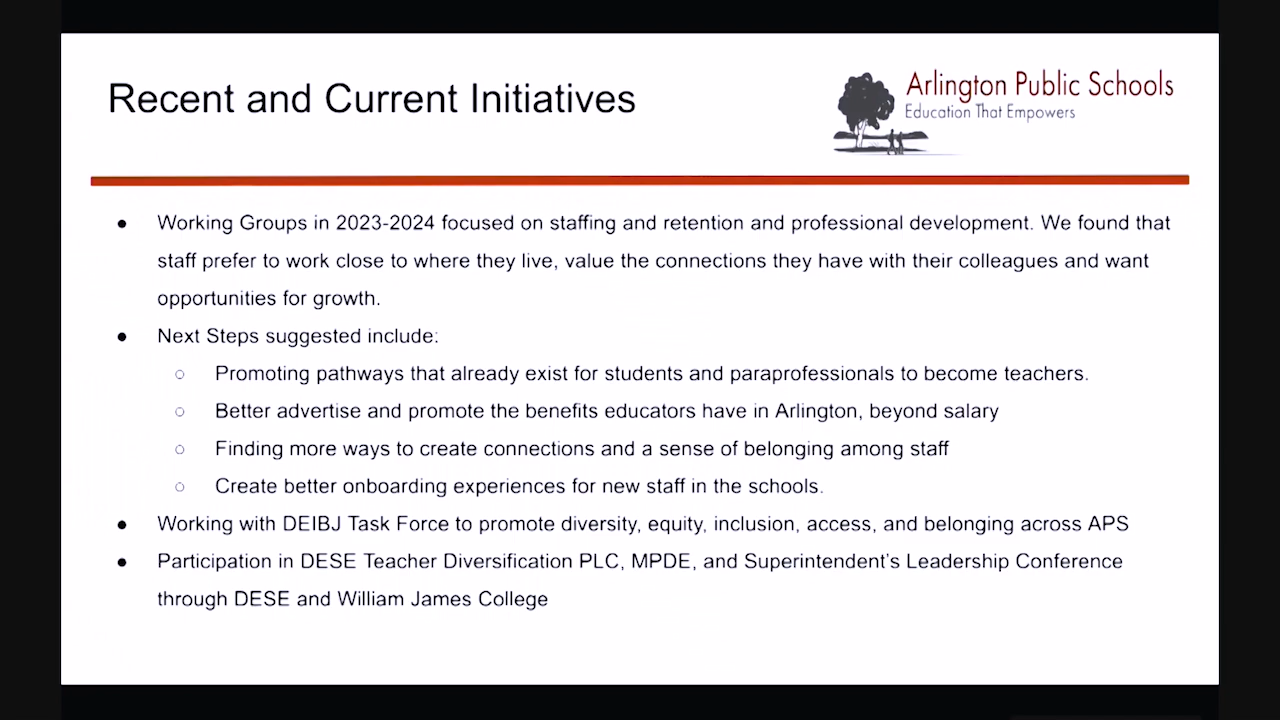 Recent and Current Initiatives
Arlington Public Schools
Education That Empowers
● Working Groups in 2023-2024 focused on staffing and retention and professional development. We found that
staff prefer to work close to where they live, value the connections they have with their colleagues and want
opportunities for growth.
● Next Steps suggested include:
○ Promoting pathways that already exist for students and paraprofessionals to become teachers.
○ Better advertise and promote the benefits educators have in Arlington, beyond salary
○ Finding more ways to create connections and a sense of belonging among staff
○ Create better onboarding experiences for new staff in the schools.
● Working with DEIBJ Task Force to promote diversity, equity, inclusion, access, and belonging across APS
● Participation in DESE Teacher Diversification PLC, MPDE, and Superintendent's Leadership Conference
through DESE and William James College